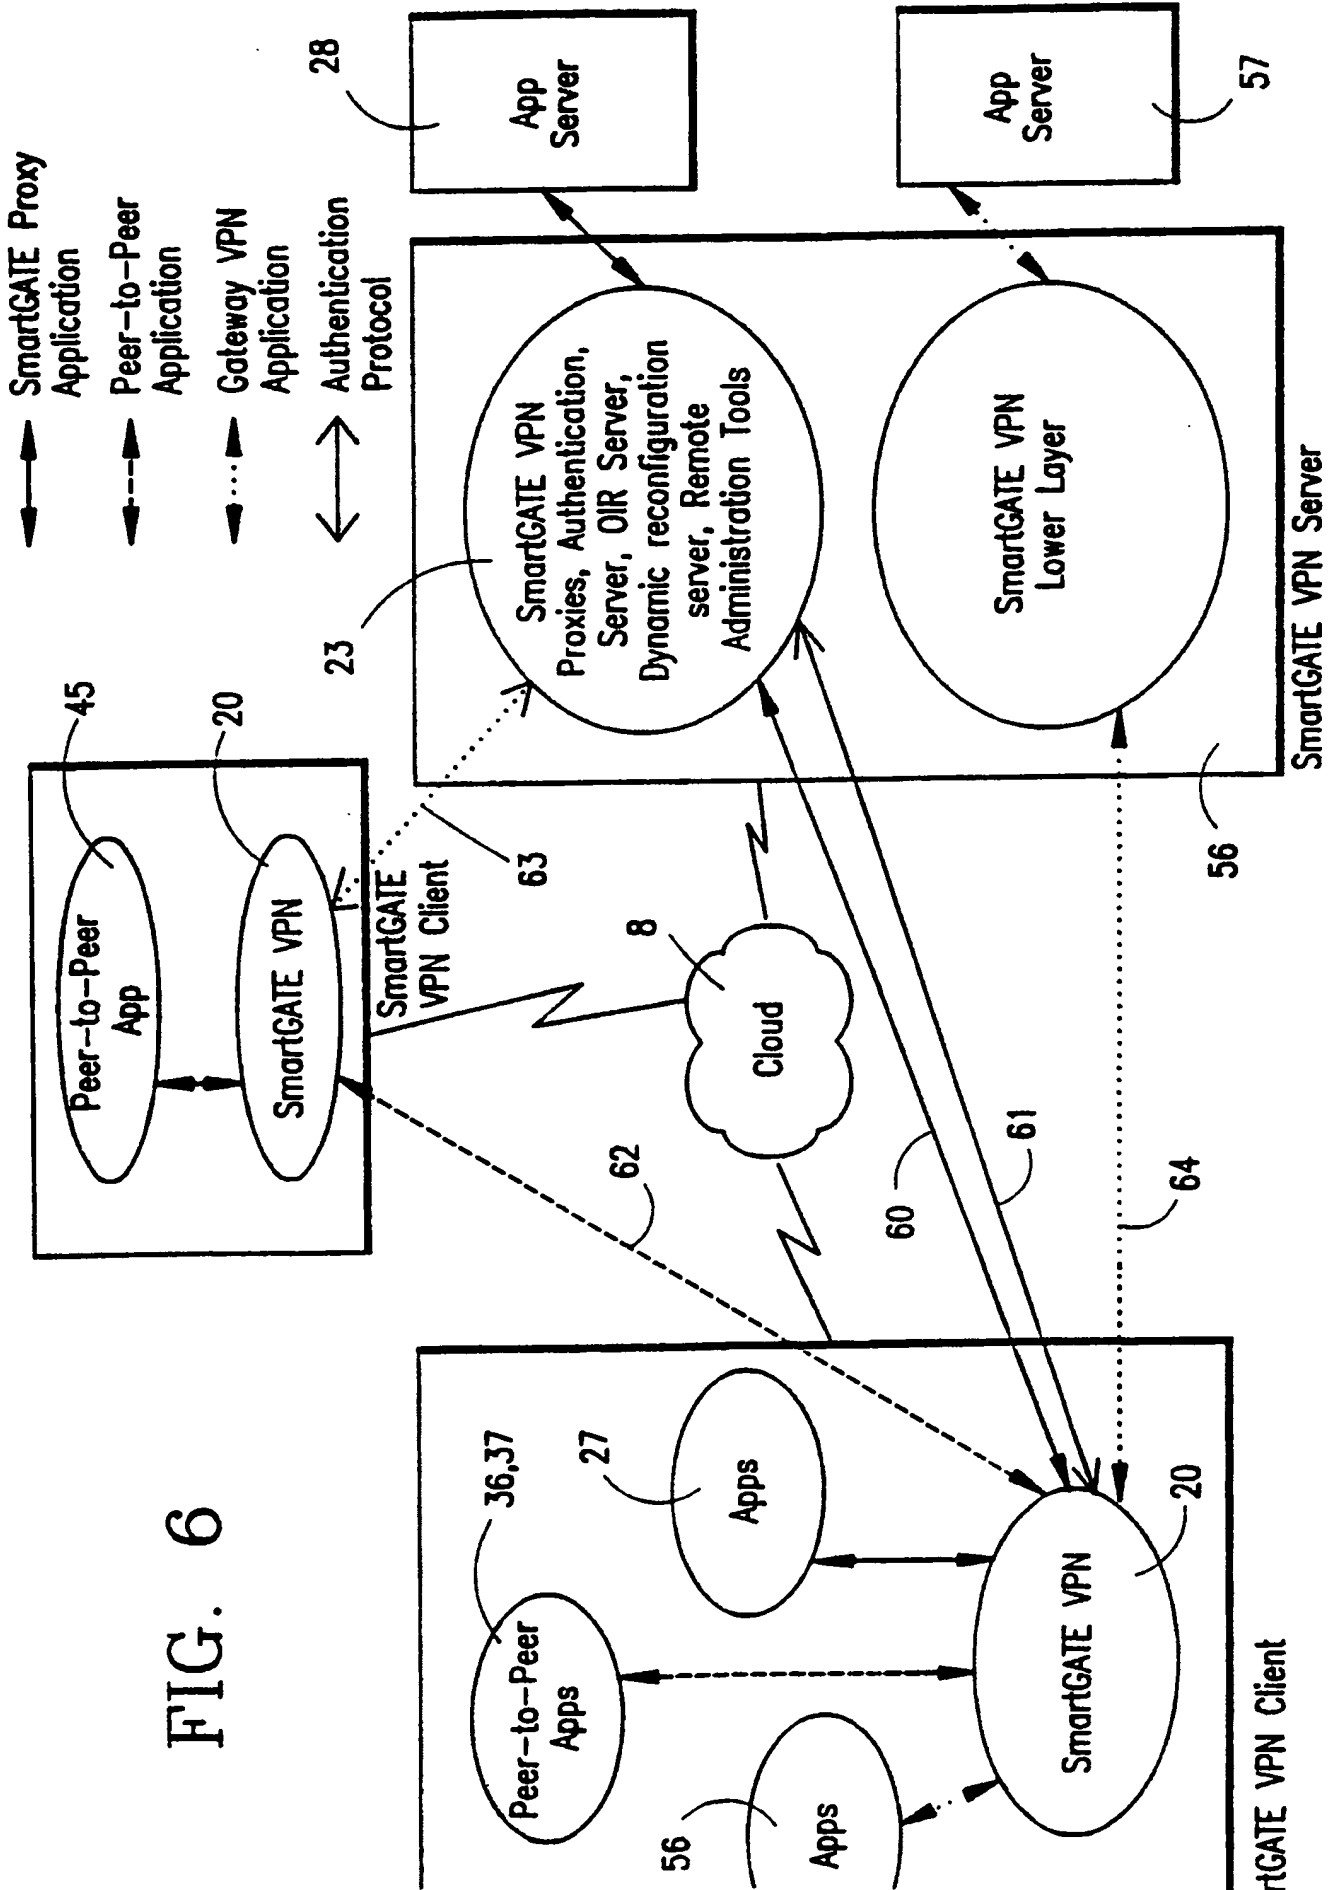 FIG. 6
SmartGATE Proxy
Application
Peer-to-Peer
Application
Gateway VPN
Application
Authentication
Protocol
Peer-to-Peer
App
45
SmartGATE VPN
20
SmartGATE
VPN Client
63
62
23
28
App
Server
SmartGATE VPN
Proxies, Authentication,
Server, OIR Server,
Dynamic reconfiguration
server, Remote
Administration Tools
App
Server
57
SmartGATE VPN
Lower Layer
56
SmartGATE VPN Server
8
Cloud
60
61
64
Peer-to-Peer
Apps
36,37
Apps
27
Apps
56
SmartGATE VPN
20
rtGATE VPN Client